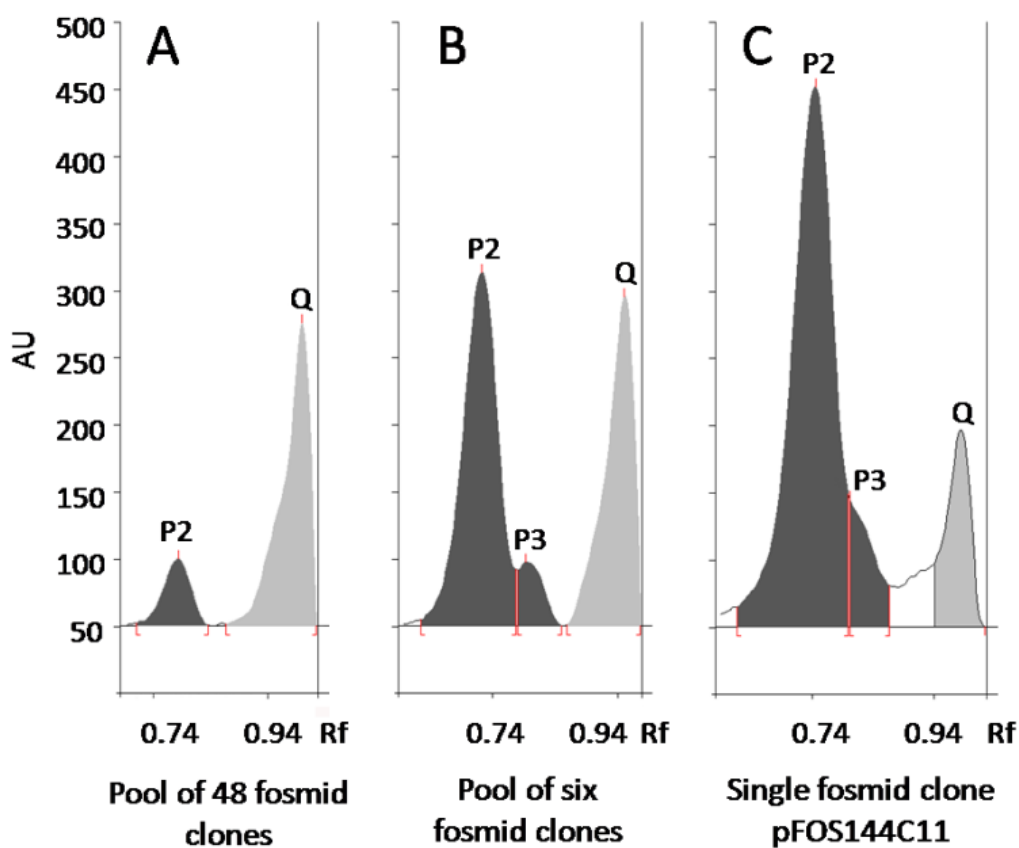 A
B
C
500
450
400
350
300
250
200
150
100
50
AU
P2
Q
P2
P3
Q
P2
P3
Q
0.74 0.94 Rf
0.74 0.94 Rf
0.74 0.94 Rf
Pool of 48 fosmid
clones
Pool of six
fosmid clones
Single fosmid clone
pFOS144C11